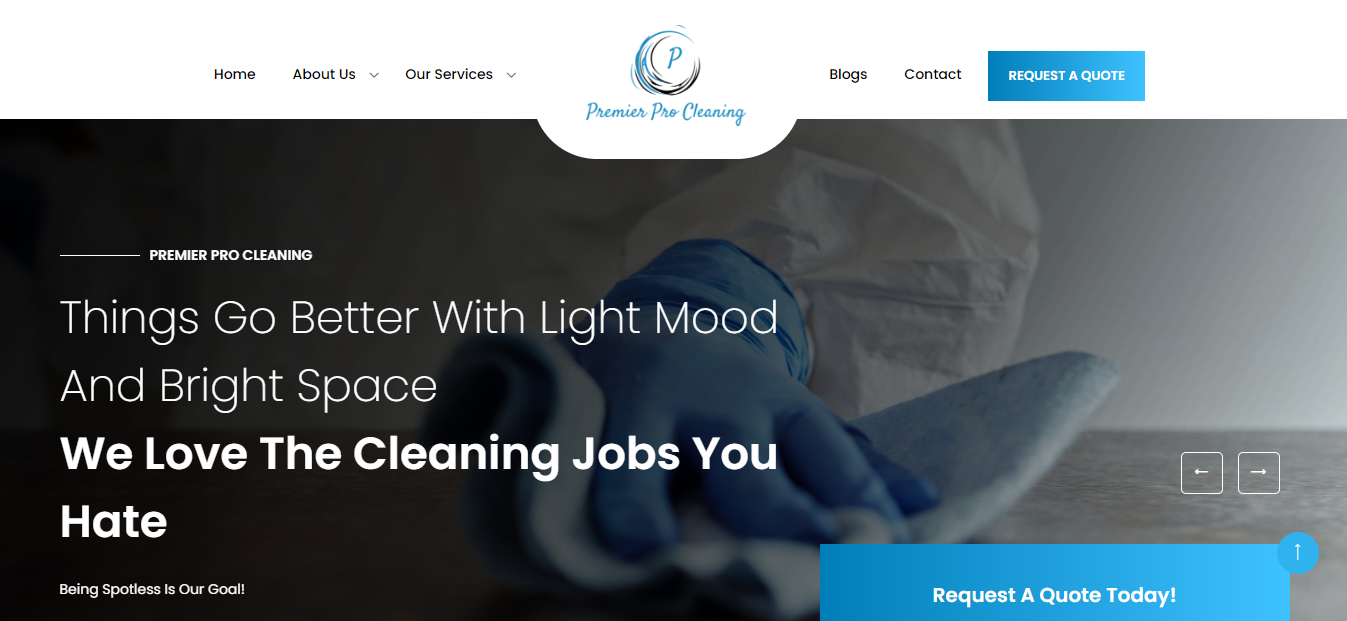 Home
About Us
Our Services
P
Premier Pro Cleaning
Blogs
Contact
REQUEST A QUOTE
PREMIER PRO CLEANING
Things Go Better With Light Mood
And Bright Space
We Love The Cleaning Jobs You
Hate
Being Spotless Is Our Goal!
Request A Quote Today!